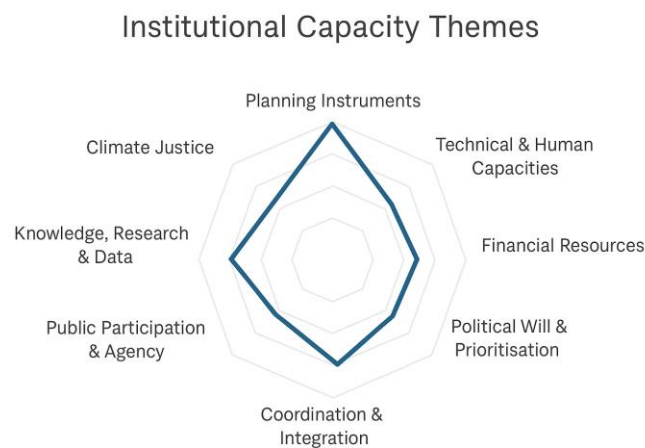 Institutional Capacity Themes
Planning Instruments
Technical & Human
Capacities
Financial Resources
Political Will &
Prioritisation
Coordination &
Integration
Public Participation
& Agency
Knowledge, Research
& Data
Climate Justice